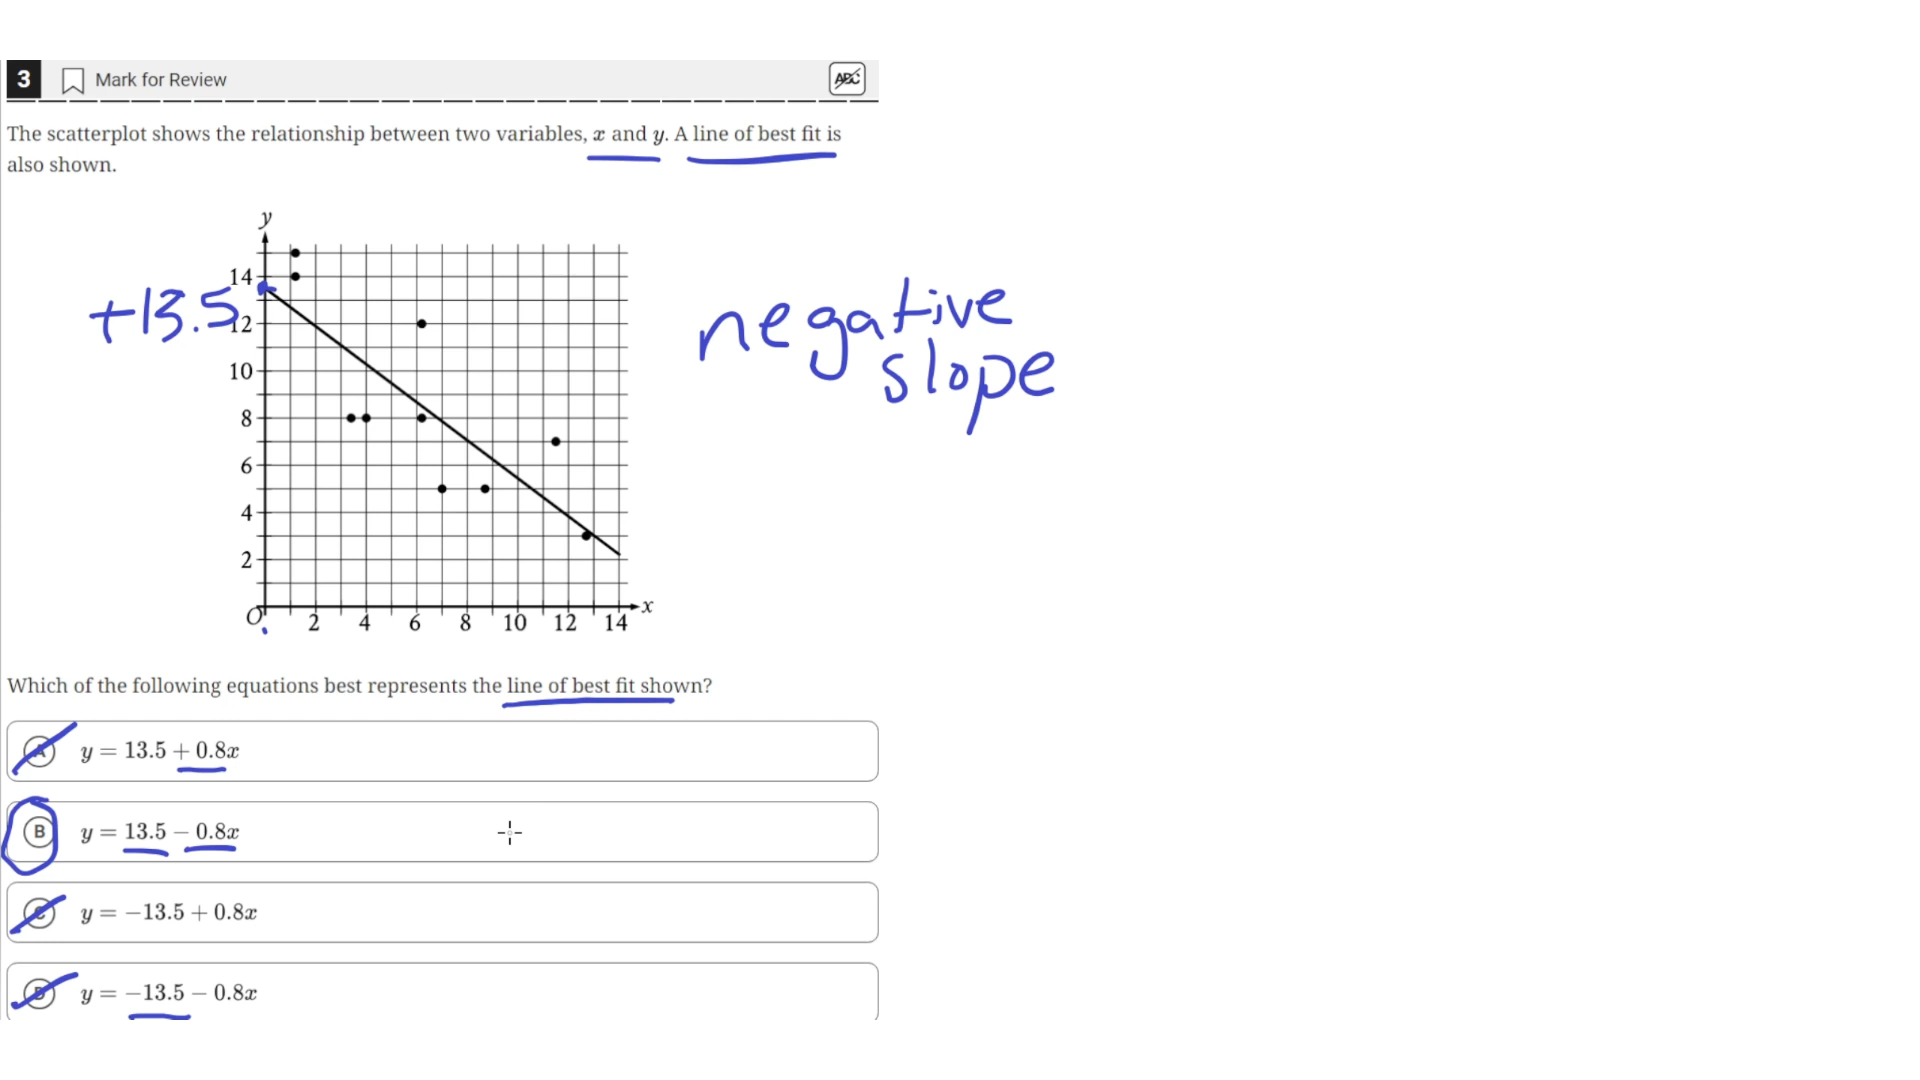 3 Mark for Review ABC
The scatterplot shows the relationship between two variables, x and y. A line of best fit is
also shown.
y
14
+13.5
12
10
8
6
4
2
O 2 4 6 8 10 12 14 x
negative
slope
Which of the following equations best represents the line of best fit shown?
A y = 13.5 + 0.8x
B y = 13.5 − 0.8x
C y = −13.5 + 0.8x
D y = −13.5 − 0.8x